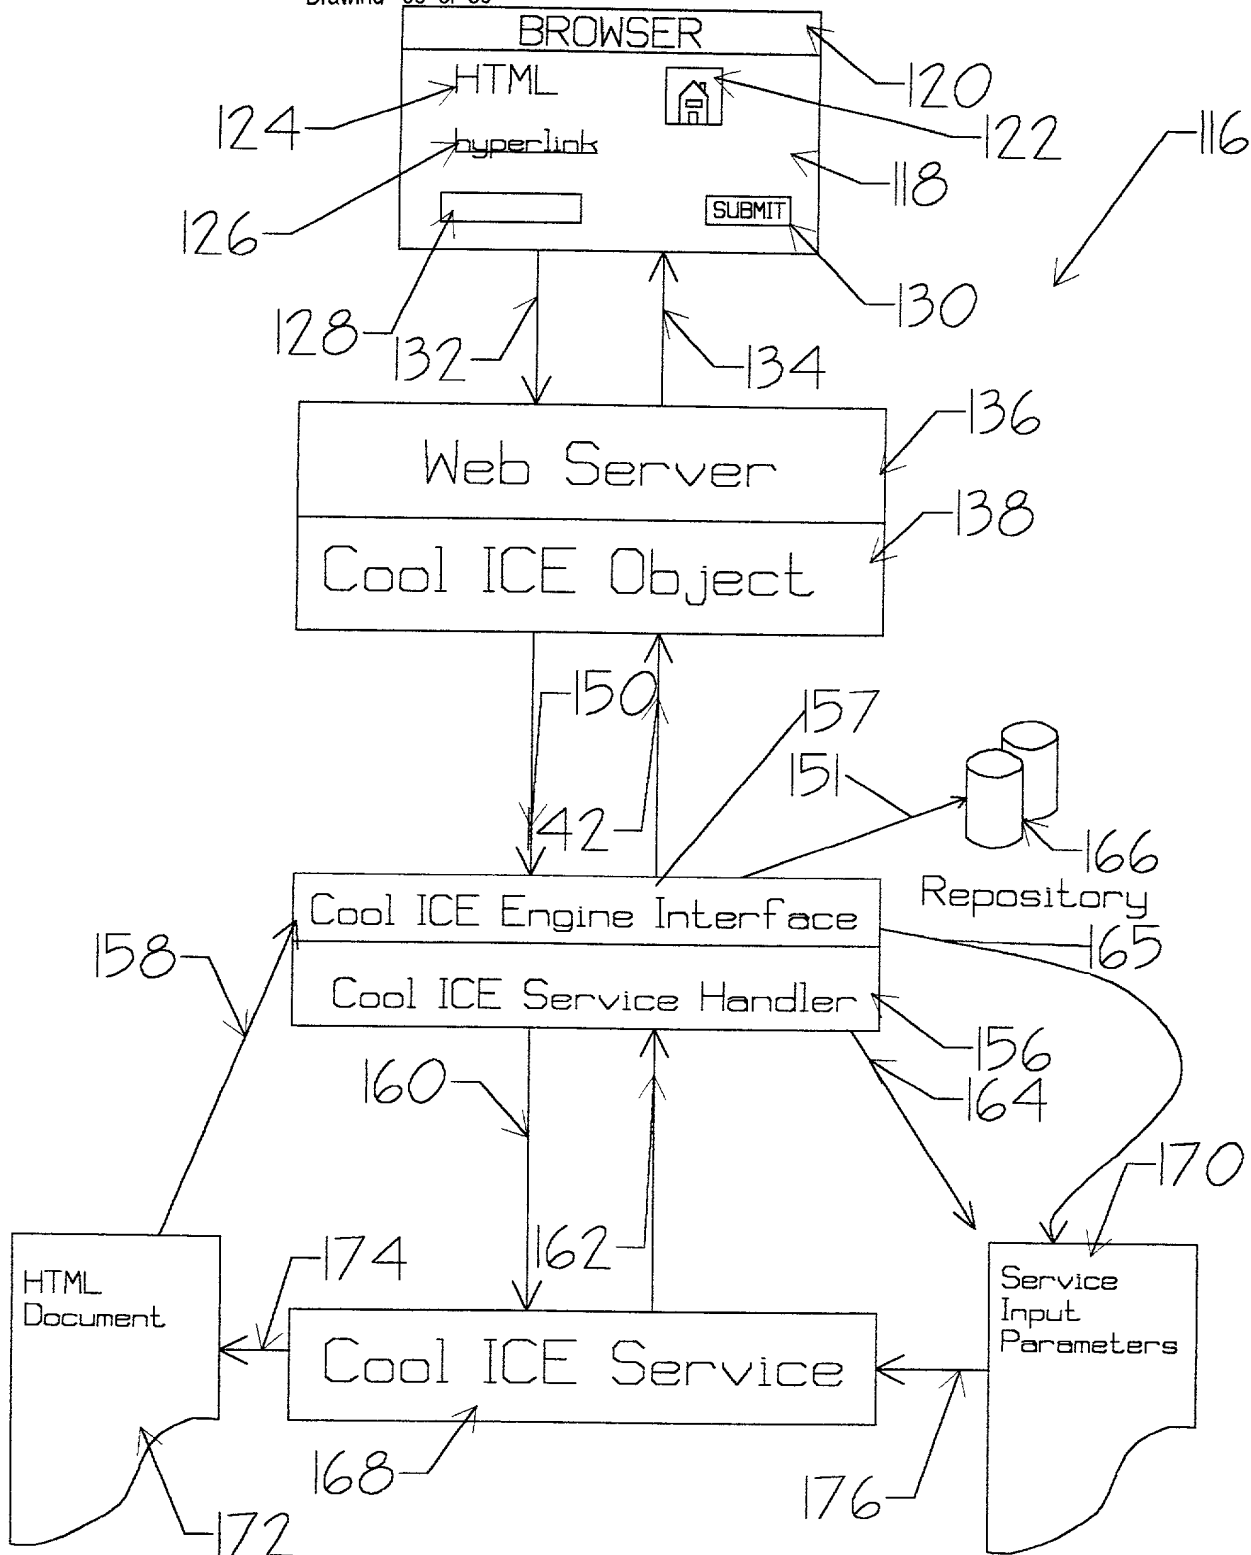 BROWSER
HTML
120
124
122
116
hyperlink
118
126
SUBMIT
128
130
132
134
136
Web Server
138
Cool ICE Object
150
157
151
142
166
Repository
Cool ICE Engine Interface
165
158
Cool ICE Service Handler
156
160
164
170
162
174
HTML
Document
Service
Input
Parameters
Cool ICE Service
168
176
172